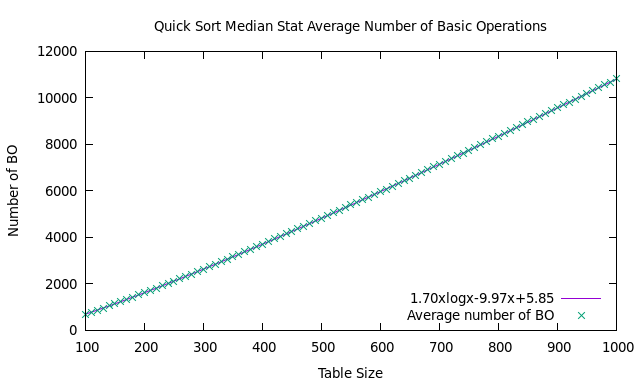 Quick Sort Median Stat Average Number of Basic Operations
12000
10000
8000
6000
4000
2000
0
Number of BO
1.70xlogx-9.97x+5.85
Average number of BO
100 200 300 400 500 600 700 800 900 1000
Table Size